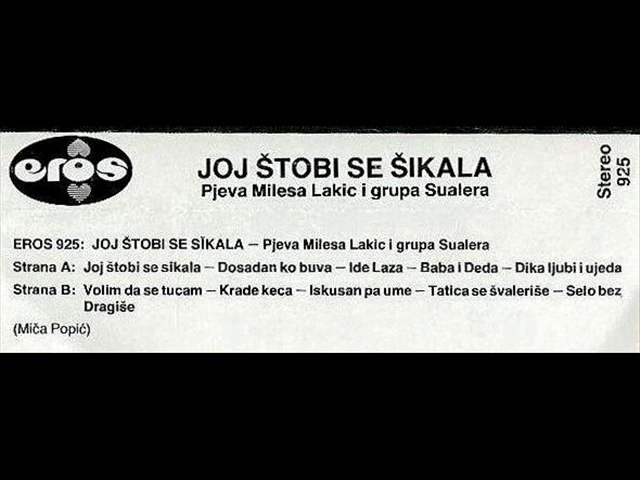 eros
JOJ ŠTOBI SE ŠIKALA
Pjeva Milesa Lakic i grupa Sualera
Stereo
925
EROS 925: JOJ ŠTOBI SE SĪKALA – Pjeva Milesa Lakic i grupa Sualera
Strana A: Joj štobi se sikala – Dosadan ko buva – Ide Laza – Baba i Deda – Dika ljubi i ujeda
Strana B: Volim da se tucam – Krade keca – Iskusan pa ume – Tatica se švaleriše – Selo bez
Dragiše
(Mića Popić)